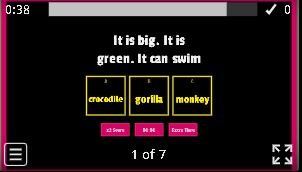 0:38
✓ 0
It is big. It is
green. It can swim
A B C
crocodile gorilla monkey
x2 Score 50:50 Extra Time
1 of 7